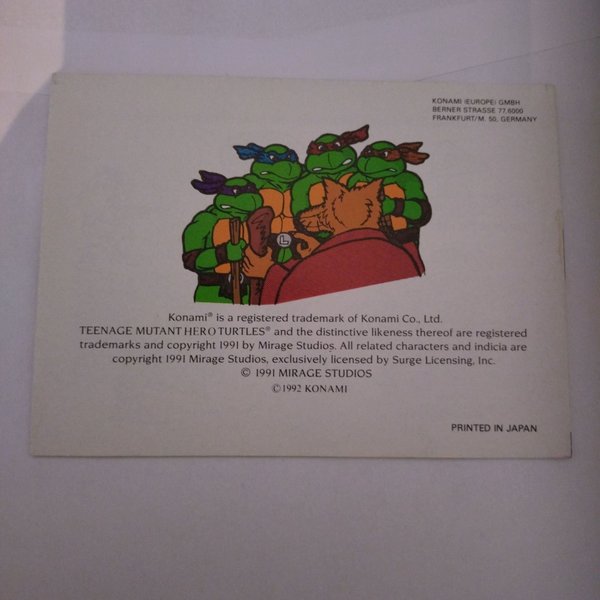 KONAMI (EUROPE) GMBH
BERNER STRASSE 77.6000
FRANKFURT/M. 50, GERMANY
L
Konami® is a registered trademark of Konami Co., Ltd.
TEENAGE MUTANT HERO TURTLES® and the distinctive likeness thereof are registered
trademarks and copyright 1991 by Mirage Studios. All related characters and indicia are
copyright 1991 Mirage Studios, exclusively licensed by Surge Licensing, Inc.
© 1991 MIRAGE STUDIOS
©1992 KONAMI
PRINTED IN JAPAN